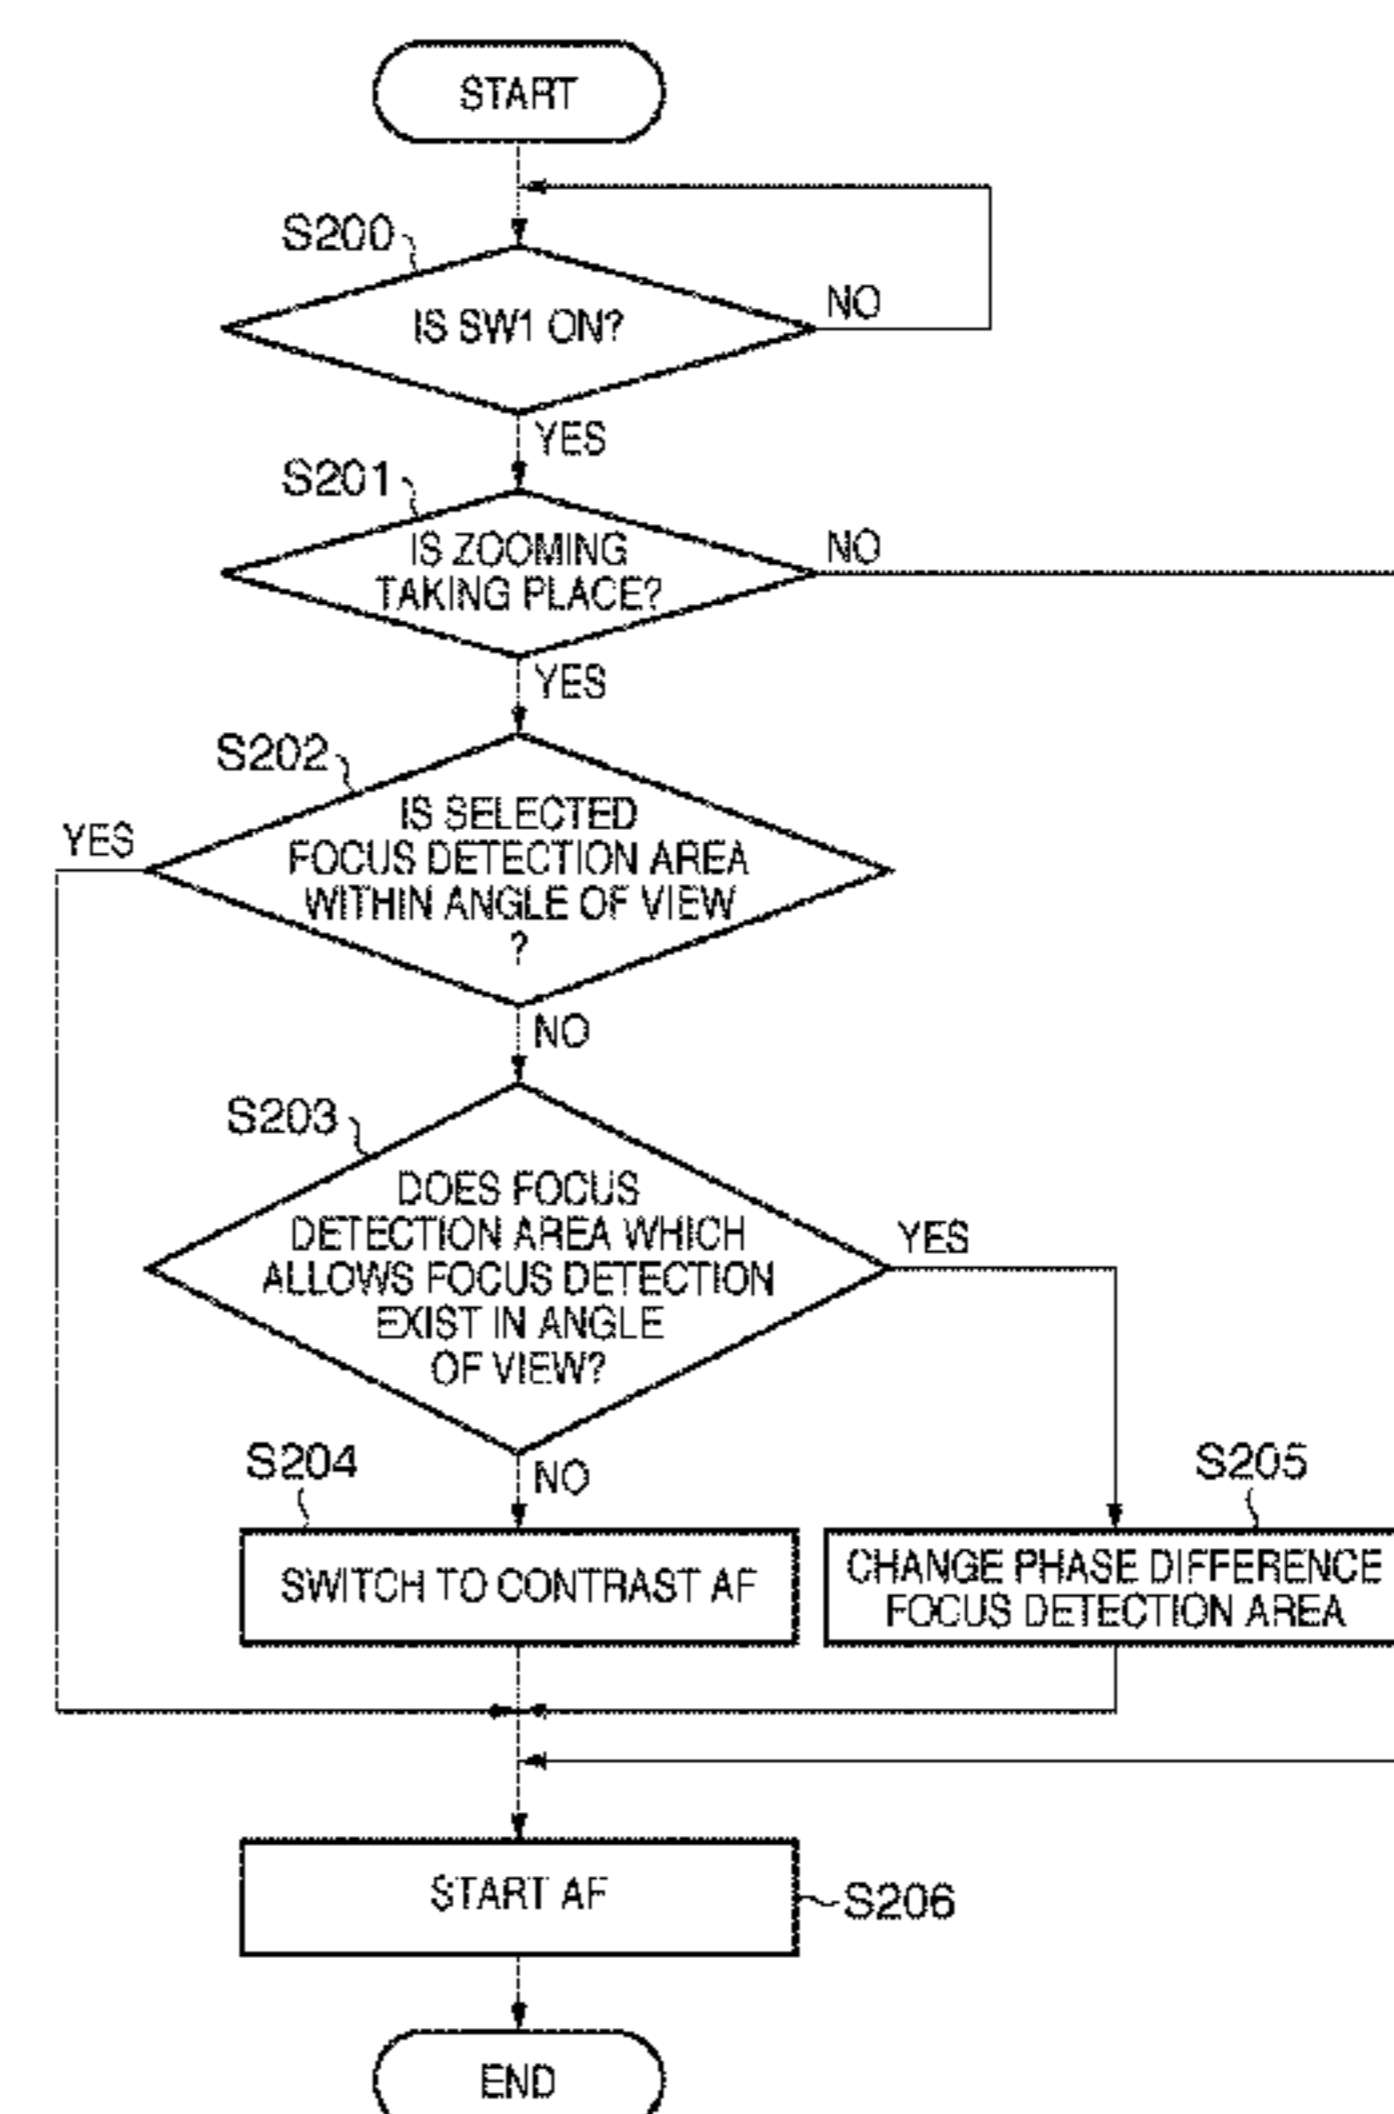 START
S200
IS SW1 ON?
NO
YES
S201
IS ZOOMING
TAKING PLACE?
NO
YES
S202
YES
IS SELECTED
FOCUS DETECTION AREA
WITHIN ANGLE OF VIEW
?
NO
S203
DOES FOCUS
DETECTION AREA WHICH
ALLOWS FOCUS DETECTION
EXIST IN ANGLE
OF VIEW?
YES
NO
S204
SWITCH TO CONTRAST AF
S205
CHANGE PHASE DIFFERENCE
FOCUS DETECTION AREA
START AF
S206
END